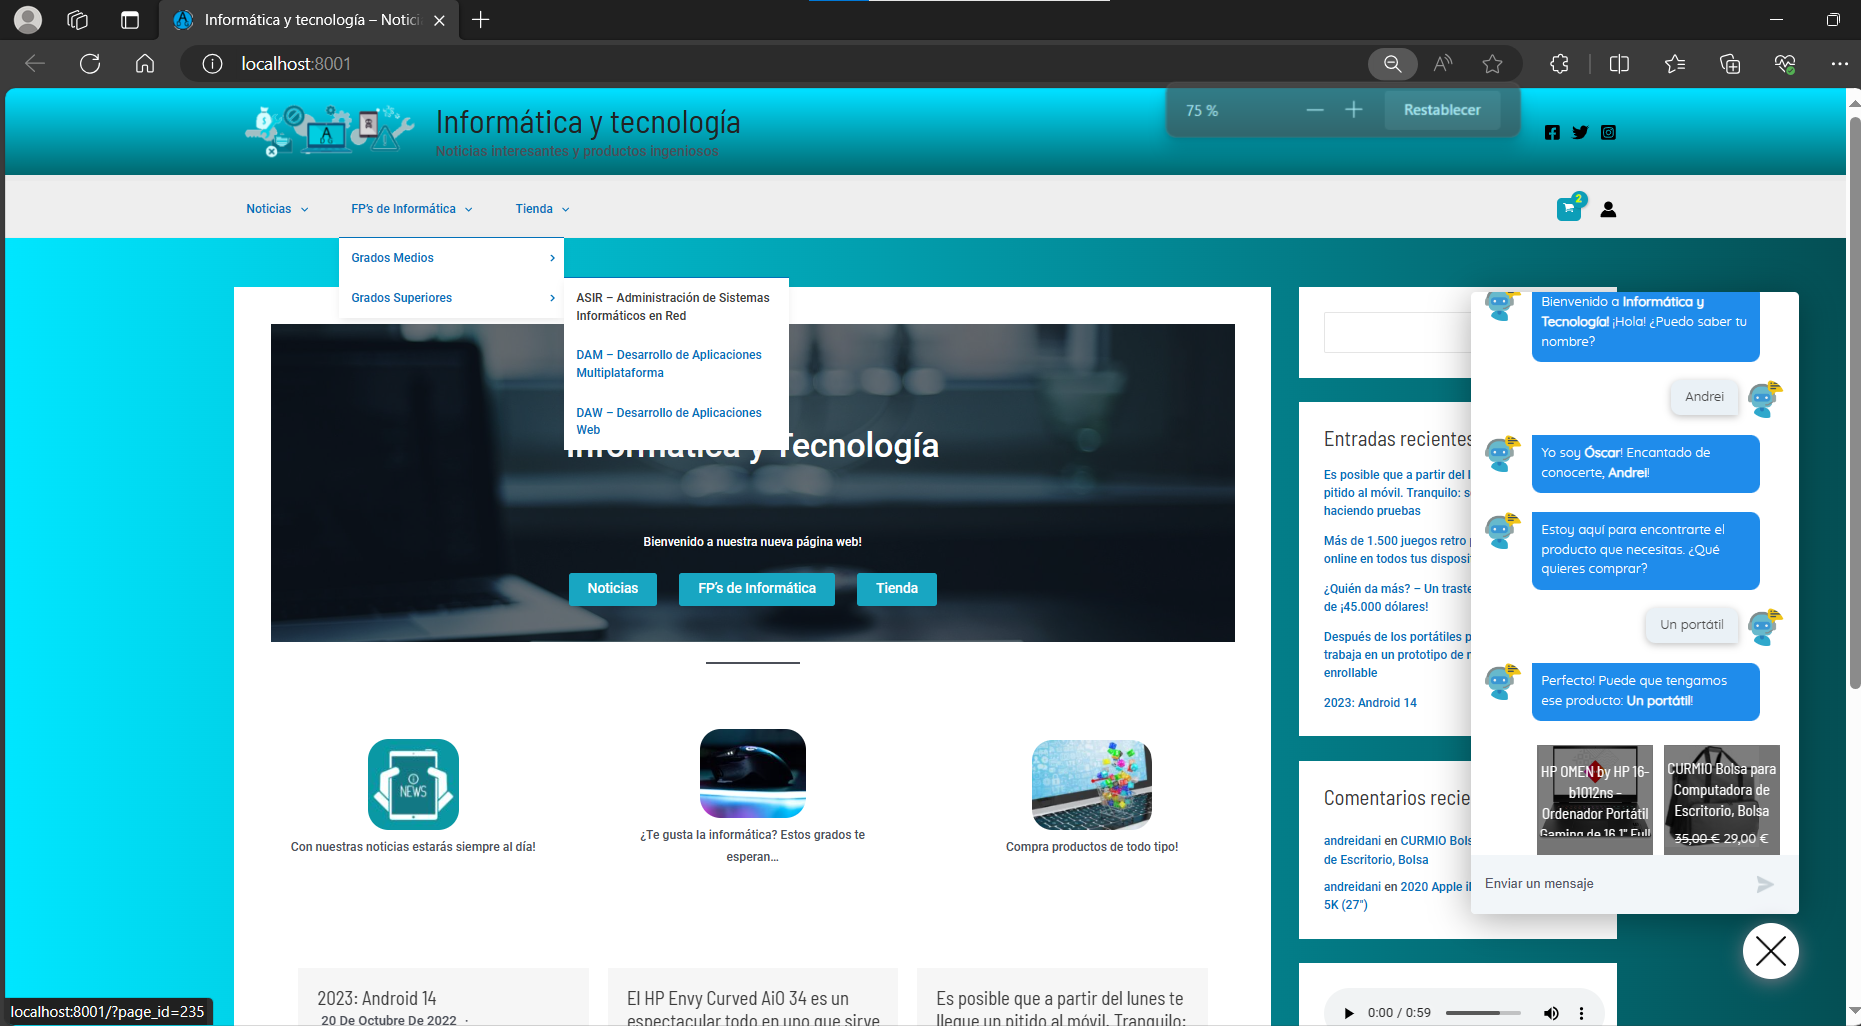 Informática y tecnología – Notici
localhost:8001
75 %
Restablecer
Informática y tecnología
Noticias interesantes y productos ingeniosos
Noticias
FP's de Informática
Tienda
2
Grados Medios
Grados Superiores
ASIR – Administración de Sistemas
Informáticos en Red
DAM – Desarrollo de Aplicaciones
Multiplataforma
DAW – Desarrollo de Aplicaciones
Web
Informática y Tecnología
Bienvenido a nuestra nueva página web!
Noticias
FP's de Informática
Tienda
NEWS
Con nuestras noticias estarás siempre al día!
¿Te gusta la informática? Estos grados te
esperan...
Compra productos de todo tipo!
2023: Android 14
20 De Octubre De 2022 ·
El HP Envy Curved AiO 34 es un
espectacular todo en uno que sirve
Es posible que a partir del lunes te
llegue un pitido al móvil. Tranquilo:
Entradas recientes
Es posible que a partir del l
pitido al móvil. Tranquilo: s
haciendo pruebas
Más de 1.500 juegos retro
online en todos tus disposi
¿Quién da más? – Un traste
de ¡45.000 dólares!
Después de los portátiles p
trabaja en un prototipo de
enrollable
2023: Android 14
Comentarios recie
andreidani en CURMIO Bols
de Escritorio, Bolsa
andreidani en 2020 Apple i
5K (27")
0:00 / 0:59
Bienvenido a Informática y
Tecnología! ¡Hola! ¿Puedo saber tu
nombre?
Andrei
Yo soy Óscar! Encantado de
conocerte, Andrei!
Estoy aquí para encontrarte el
producto que necesitas. ¿Qué
quieres comprar?
Un portátil
Perfecto! Puede que tengamos
ese producto: Un portátil!
HP OMEN by HP 16-
b1012ns -
Ordenador Portátil
Gaming de 16,1" Full
CURMIO Bolsa para
Computadora de
Escritorio, Bolsa
35,00 € 29,00 €
Enviar un mensaje
localhost:8001/?page_id=235